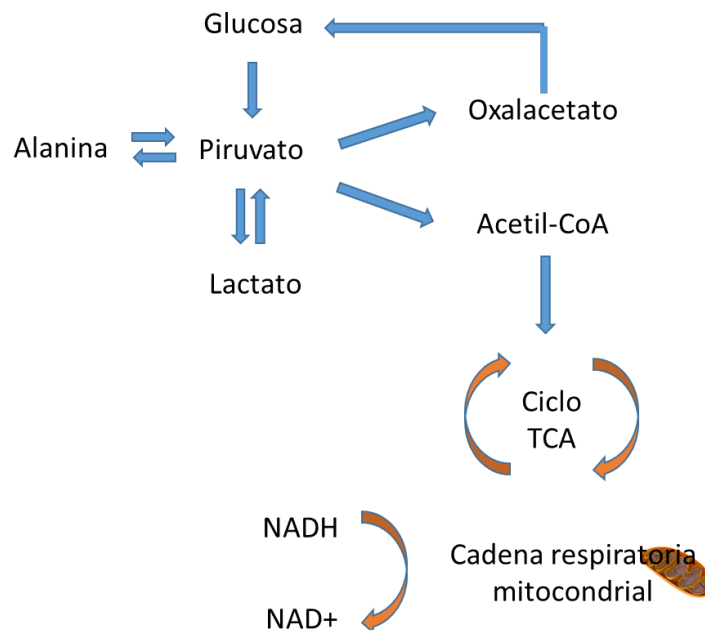 Glucosa
Oxalacetato
Alanina
Piruvato
Acetil-CoA
Lactato
Ciclo
TCA
NADH
Cadena respiratoria
mitocondrial
NAD+